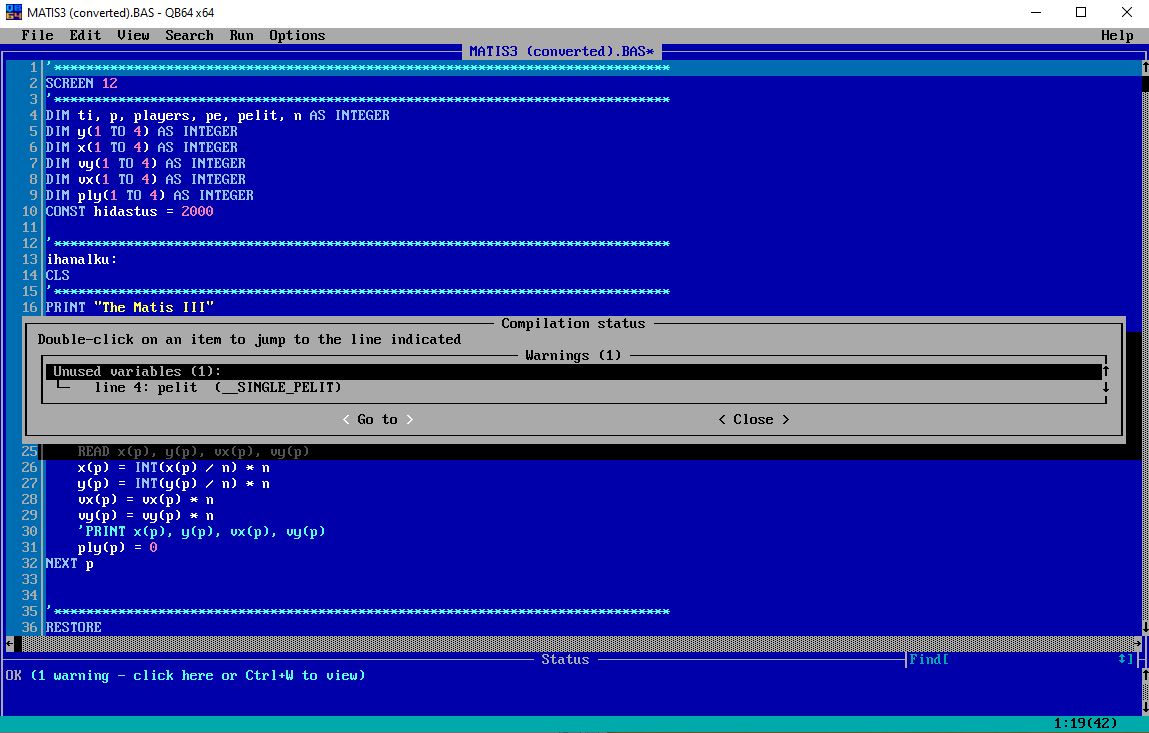 MATIS3 (converted).BAS - QB64 x64
File Edit View Search Run Options Help
MATIS3 (converted).BAS*
1 '*****************************************************************************
2 SCREEN 12
3 '*****************************************************************************
4 DIM ti, p, players, pe, pelit, n AS INTEGER
5 DIM y(1 TO 4) AS INTEGER
6 DIM x(1 TO 4) AS INTEGER
7 DIM vy(1 TO 4) AS INTEGER
8 DIM vx(1 TO 4) AS INTEGER
9 DIM ply(1 TO 4) AS INTEGER
10 CONST hidastus = 2000
11
12 '*****************************************************************************
13 ihanalku:
14 CLS
15 '*****************************************************************************
16 PRINT "The Matis III"
Compilation status
Double-click on an item to jump to the line indicated
Warnings (1)
Unused variables (1):
└─ line 4: pelit (__SINGLE_PELIT)
< Go to > < Close >
25 READ x(p), y(p), vx(p), vy(p)
26 x(p) = INT(x(p) / n) * n
27 y(p) = INT(y(p) / n) * n
28 vx(p) = vx(p) * n
29 vy(p) = vy(p) * n
30 'PRINT x(p), y(p), vx(p), vy(p)
31 ply(p) = 0
32 NEXT p
33
34
35 '*****************************************************************************
36 RESTORE
Status Find[ ↕]
OK (1 warning - click here or Ctrl+W to view)
1:19(42)